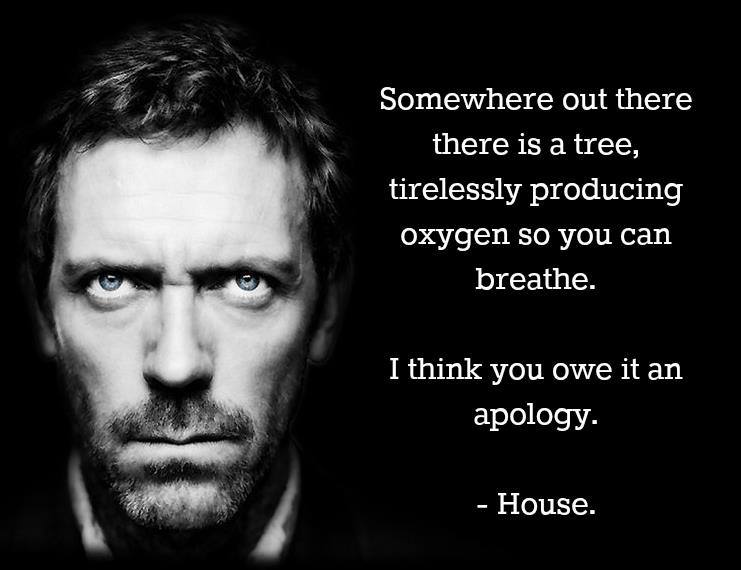 Somewhere out there
there is a tree,
tirelessly producing
oxygen so you can
breathe.
I think you owe it an
apology.
- House.